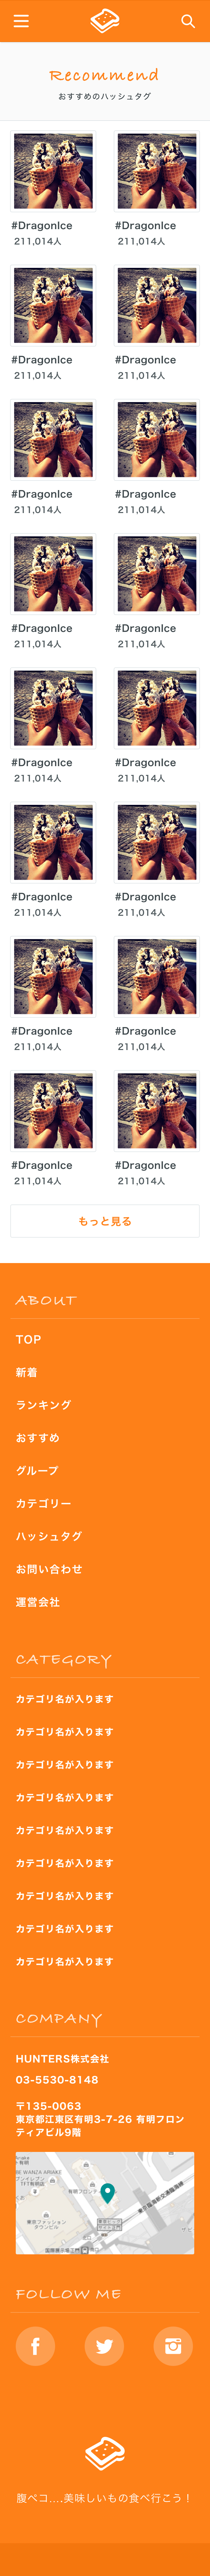 Recommend
おすすめのハッシュタグ
#DragonIce #DragonIce
211,014人 211,014人
#DragonIce #DragonIce
211,014人 211,014人
#DragonIce #DragonIce
211,014人 211,014人
#DragonIce #DragonIce
211,014人 211,014人
#DragonIce #DragonIce
211,014人 211,014人
#DragonIce #DragonIce
211,014人 211,014人
#DragonIce #DragonIce
211,014人 211,014人
#DragonIce #DragonIce
211,014人 211,014人
もっと見る
ABOUT
TOP
新着
ランキング
おすすめ
グループ
カテゴリー
ハッシュタグ
お問い合わせ
運営会社
CATEGORY
カテゴリ名が入ります
カテゴリ名が入ります
カテゴリ名が入ります
カテゴリ名が入ります
カテゴリ名が入ります
カテゴリ名が入ります
カテゴリ名が入ります
カテゴリ名が入ります
カテゴリ名が入ります
COMPANY
HUNTERS株式会社
03-5530-8148
〒135-0063
東京都江東区有明3-7-26 有明フロン
ティアビル9階
FOLLOW ME
腹ペコ....美味しいもの食べ行こう！